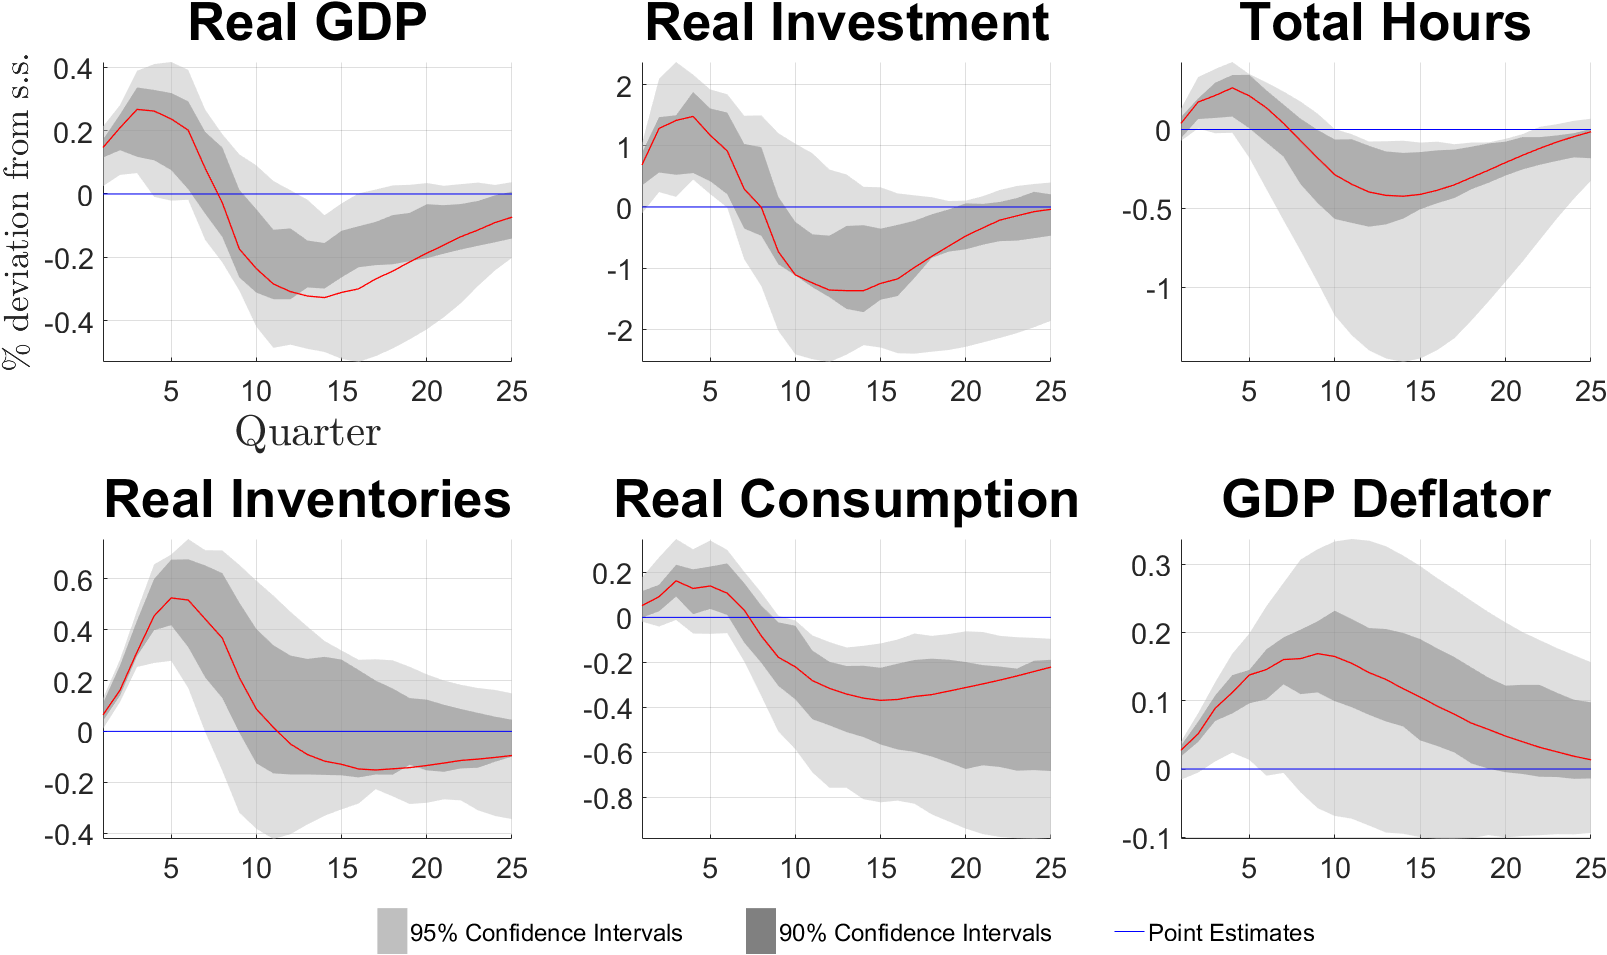 Real GDP
Real Investment
Total Hours
% deviation from s.s.
0.4
0.2
0
-0.2
-0.4
5 10 15 20 25
2
1
0
-1
-2
5 10 15 20 25
0
-0.5
-1
5 10 15 20 25
Quarter
Real Inventories
Real Consumption
GDP Deflator
0.6
0.4
0.2
0
-0.2
-0.4
5 10 15 20 25
0.2
0
-0.2
-0.4
-0.6
-0.8
5 10 15 20 25
0.3
0.2
0.1
0
-0.1
5 10 15 20 25
95% Confidence Intervals
90% Confidence Intervals
Point Estimates